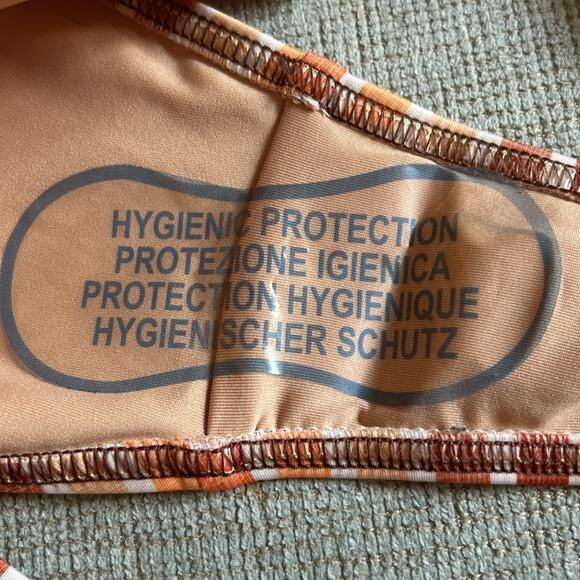 HYGIENIC PROTECTION
PROTEZIONE IGIENICA
PROTECTION HYGIENIQUE
HYGIENISCHER SCHUTZ